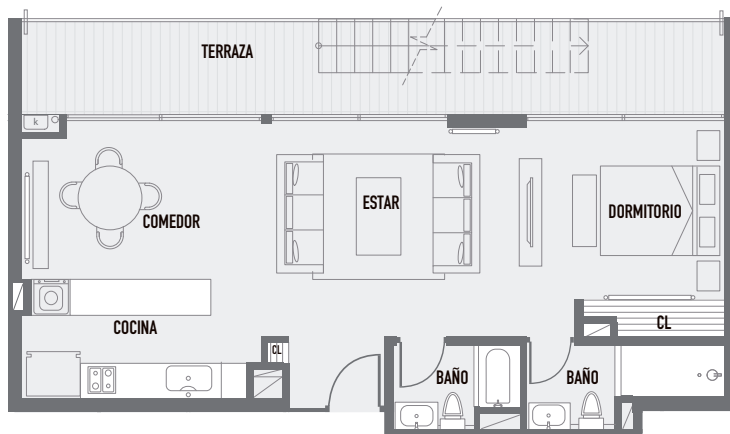 TERRAZA
k
COMEDOR
ESTAR
DORMITORIO
COCINA
CL
CL
BAÑO
BAÑO